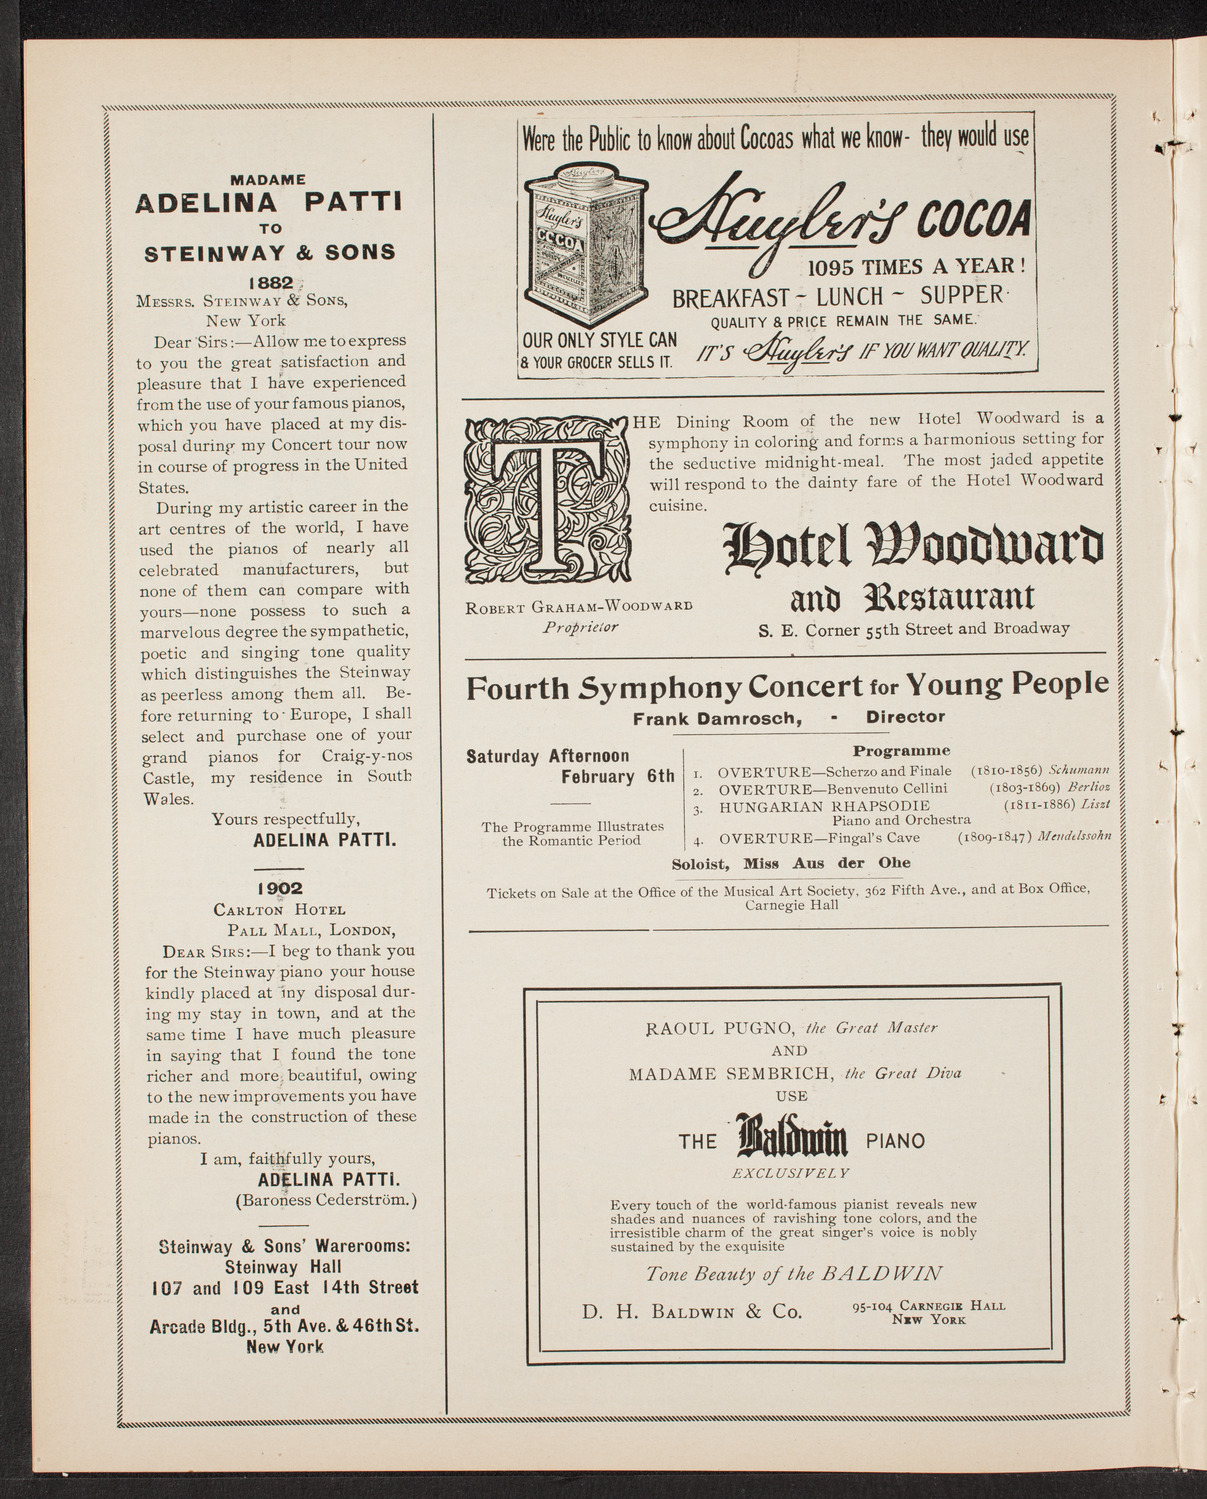 MADAME
ADELINA PATTI
TO
STEINWAY & SONS
1882
MESSRS. STEINWAY & SONS,
New York
Dear Sirs:—Allow me to express
to you the great satisfaction and
pleasure that I have experienced
from the use of your famous pianos,
which you have placed at my dis-
posal during my Concert tour now
in course of progress in the United
States.
During my artistic career in the
art centres of the world, I have
used the pianos of nearly all
celebrated manufacturers, but
none of them can compare with
yours—none possess to such a
marvelous degree the sympathetic,
poetic and singing tone quality
which distinguishes the Steinway
as peerless among them all. Be-
fore returning to Europe, I shall
select and purchase one of your
grand pianos for Craig-y-nos
Castle, my residence in South
Wales.
Yours respectfully,
ADELINA PATTI.
1902
CARLTON HOTEL
PALL MALL, LONDON,
DEAR SIRS:—I beg to thank you
for the Steinway piano your house
kindly placed at my disposal dur-
ing my stay in town, and at the
same time I have much pleasure
in saying that I found the tone
richer and more beautiful, owing
to the new improvements you have
made in the construction of these
pianos.
I am, faithfully yours,
ADELINA PATTI.
(Baroness Cederström.)
Steinway & Sons' Warerooms:
Steinway Hall
107 and 109 East 14th Street
and
Arcade Bldg., 5th Ave. & 46th St.
New York
Were the Public to know about Cocoas what we know- they would use
Huyler's
Huyler's
COCOA
Huyler's COCOA
1095 TIMES A YEAR!
BREAKFAST ~ LUNCH ~ SUPPER
QUALITY & PRICE REMAIN THE SAME.
OUR ONLY STYLE CAN
& YOUR GROCER SELLS IT.
IT'S Huyler's IF YOU WANT QUALITY.
THE Dining Room of the new Hotel Woodward is a
symphony in coloring and forms a harmonious setting for
the seductive midnight-meal. The most jaded appetite
will respond to the dainty fare of the Hotel Woodward
cuisine.
Hotel Woodward
and Restaurant
ROBERT GRAHAM-WOODWARD
Proprietor
S. E. Corner 55th Street and Broadway
Fourth Symphony Concert for Young People
Frank Damrosch, - Director
Saturday Afternoon
February 6th
The Programme Illustrates
the Romantic Period
Programme
1. OVERTURE—Scherzo and Finale (1810-1856) Schumann
2. OVERTURE—Benvenuto Cellini (1803-1869) Berlioz
3. HUNGARIAN RHAPSODIE (1811-1886) Liszt
Piano and Orchestra
4. OVERTURE—Fingal's Cave (1809-1847) Mendelssohn
Soloist, Miss Aus der Ohe
Tickets on Sale at the Office of the Musical Art Society, 362 Fifth Ave., and at Box Office,
Carnegie Hall
RAOUL PUGNO, the Great Master
AND
MADAME SEMBRICH, the Great Diva
USE
THE Baldwin PIANO
EXCLUSIVELY
Every touch of the world-famous pianist reveals new
shades and nuances of ravishing tone colors, and the
irresistible charm of the great singer's voice is nobly
sustained by the exquisite
Tone Beauty of the BALDWIN
D. H. BALDWIN & CO.
95-104 CARNEGIE HALL
NEW YORK